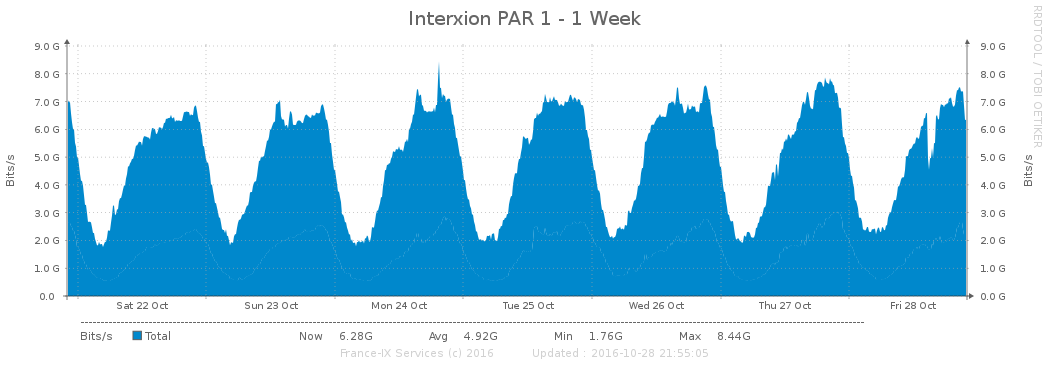 Interxion PAR 1 - 1 Week
RRDTOOL / TOBI OETIKER
Bits/s
9.0 G 9.0 G
8.0 G 8.0 G
7.0 G 7.0 G
6.0 G 6.0 G
5.0 G 5.0 G
4.0 G 4.0 G
3.0 G 3.0 G
2.0 G 2.0 G
1.0 G 1.0 G
0.0 0.0 G
Bits/s
Sat 22 Oct Sun 23 Oct Mon 24 Oct Tue 25 Oct Wed 26 Oct Thu 27 Oct Fri 28 Oct
Bits/s Total Now 6.28G Avg 4.92G Min 1.76G Max 8.44G
France-IX Services (c) 2016 Updated : 2016-10-28 21:55:05